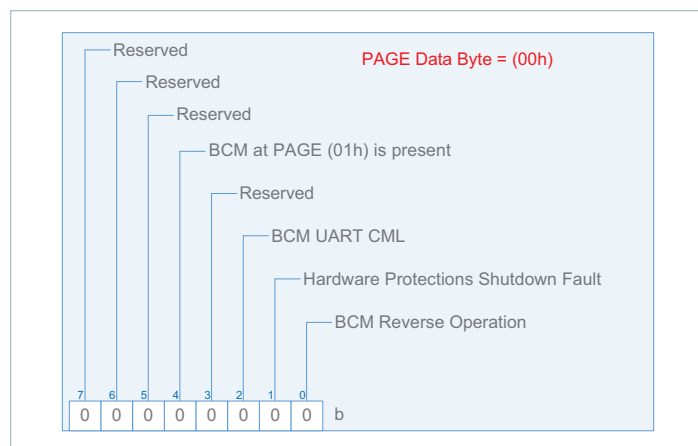 Reserved
PAGE Data Byte = (00h)
Reserved
Reserved
BCM at PAGE (01h) is present
Reserved
BCM UART CML
Hardware Protections Shutdown Fault
BCM Reverse Operation
7 6 5 4 3 2 1 0
0 0 0 0 0 0 0 0 b